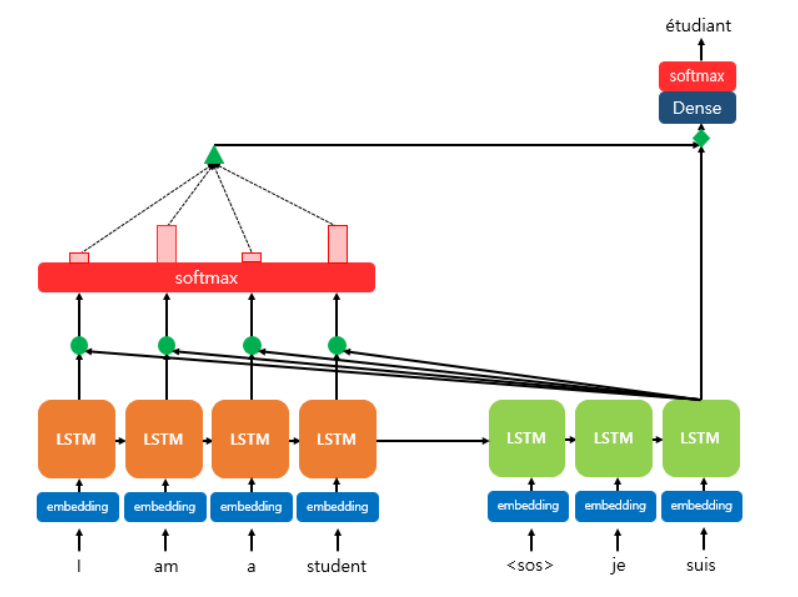 étudiant
softmax
Dense
softmax
LSTM LSTM LSTM LSTM LSTM LSTM LSTM
embedding embedding embedding embedding embedding embedding embedding
I am a student <sos> je suis